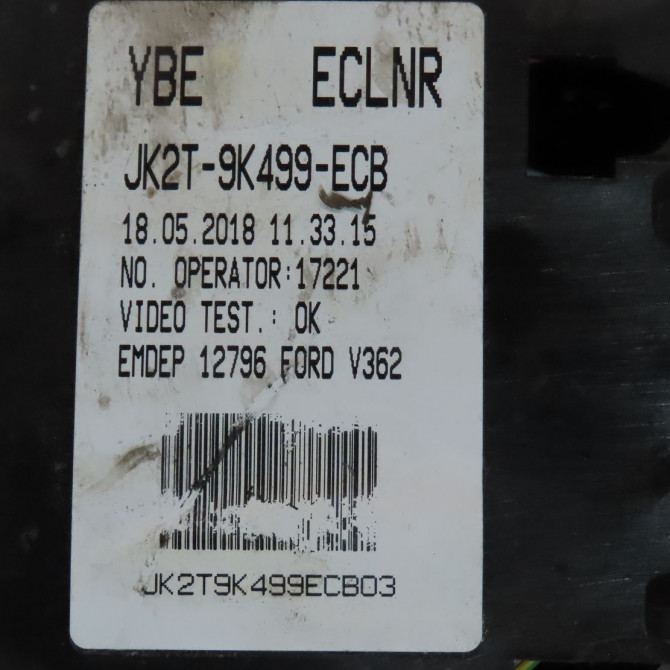 YBE ECLNR
JK2T-9K499-ECB
18.05.2018 11.33.15
NO. OPERATOR:17221
VIDEO TEST.: OK
EMDEP 12796 FORD V362
JK2T9K499ECB03